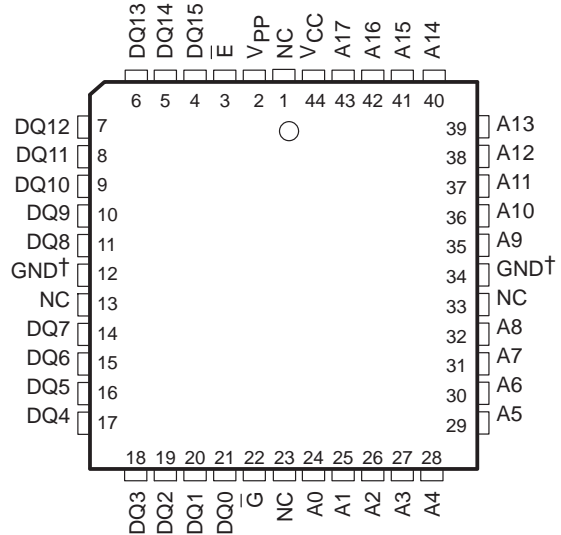 DQ13 DQ14 DQ15 E̅ VPP NC VCC A17 A16 A15 A14
6 5 4 3 2 1 44 43 42 41 40
DQ12 7 39 A13
DQ11 8 38 A12
DQ10 9 37 A11
DQ9 10 36 A10
DQ8 11 35 A9
GND† 12 34 GND†
NC 13 33 NC
DQ7 14 32 A8
DQ6 15 31 A7
DQ5 16 30 A6
DQ4 17 29 A5
18 19 20 21 22 23 24 25 26 27 28
DQ3 DQ2 DQ1 DQ0 G̅ NC A0 A1 A2 A3 A4